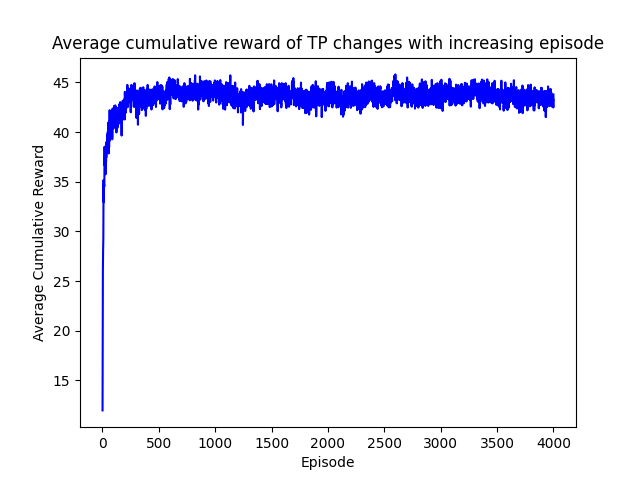 Average cumulative reward of TP changes with increasing episode
45
40
35
30
25
20
15
Average Cumulative Reward
0 500 1000 1500 2000 2500 3000 3500 4000
Episode